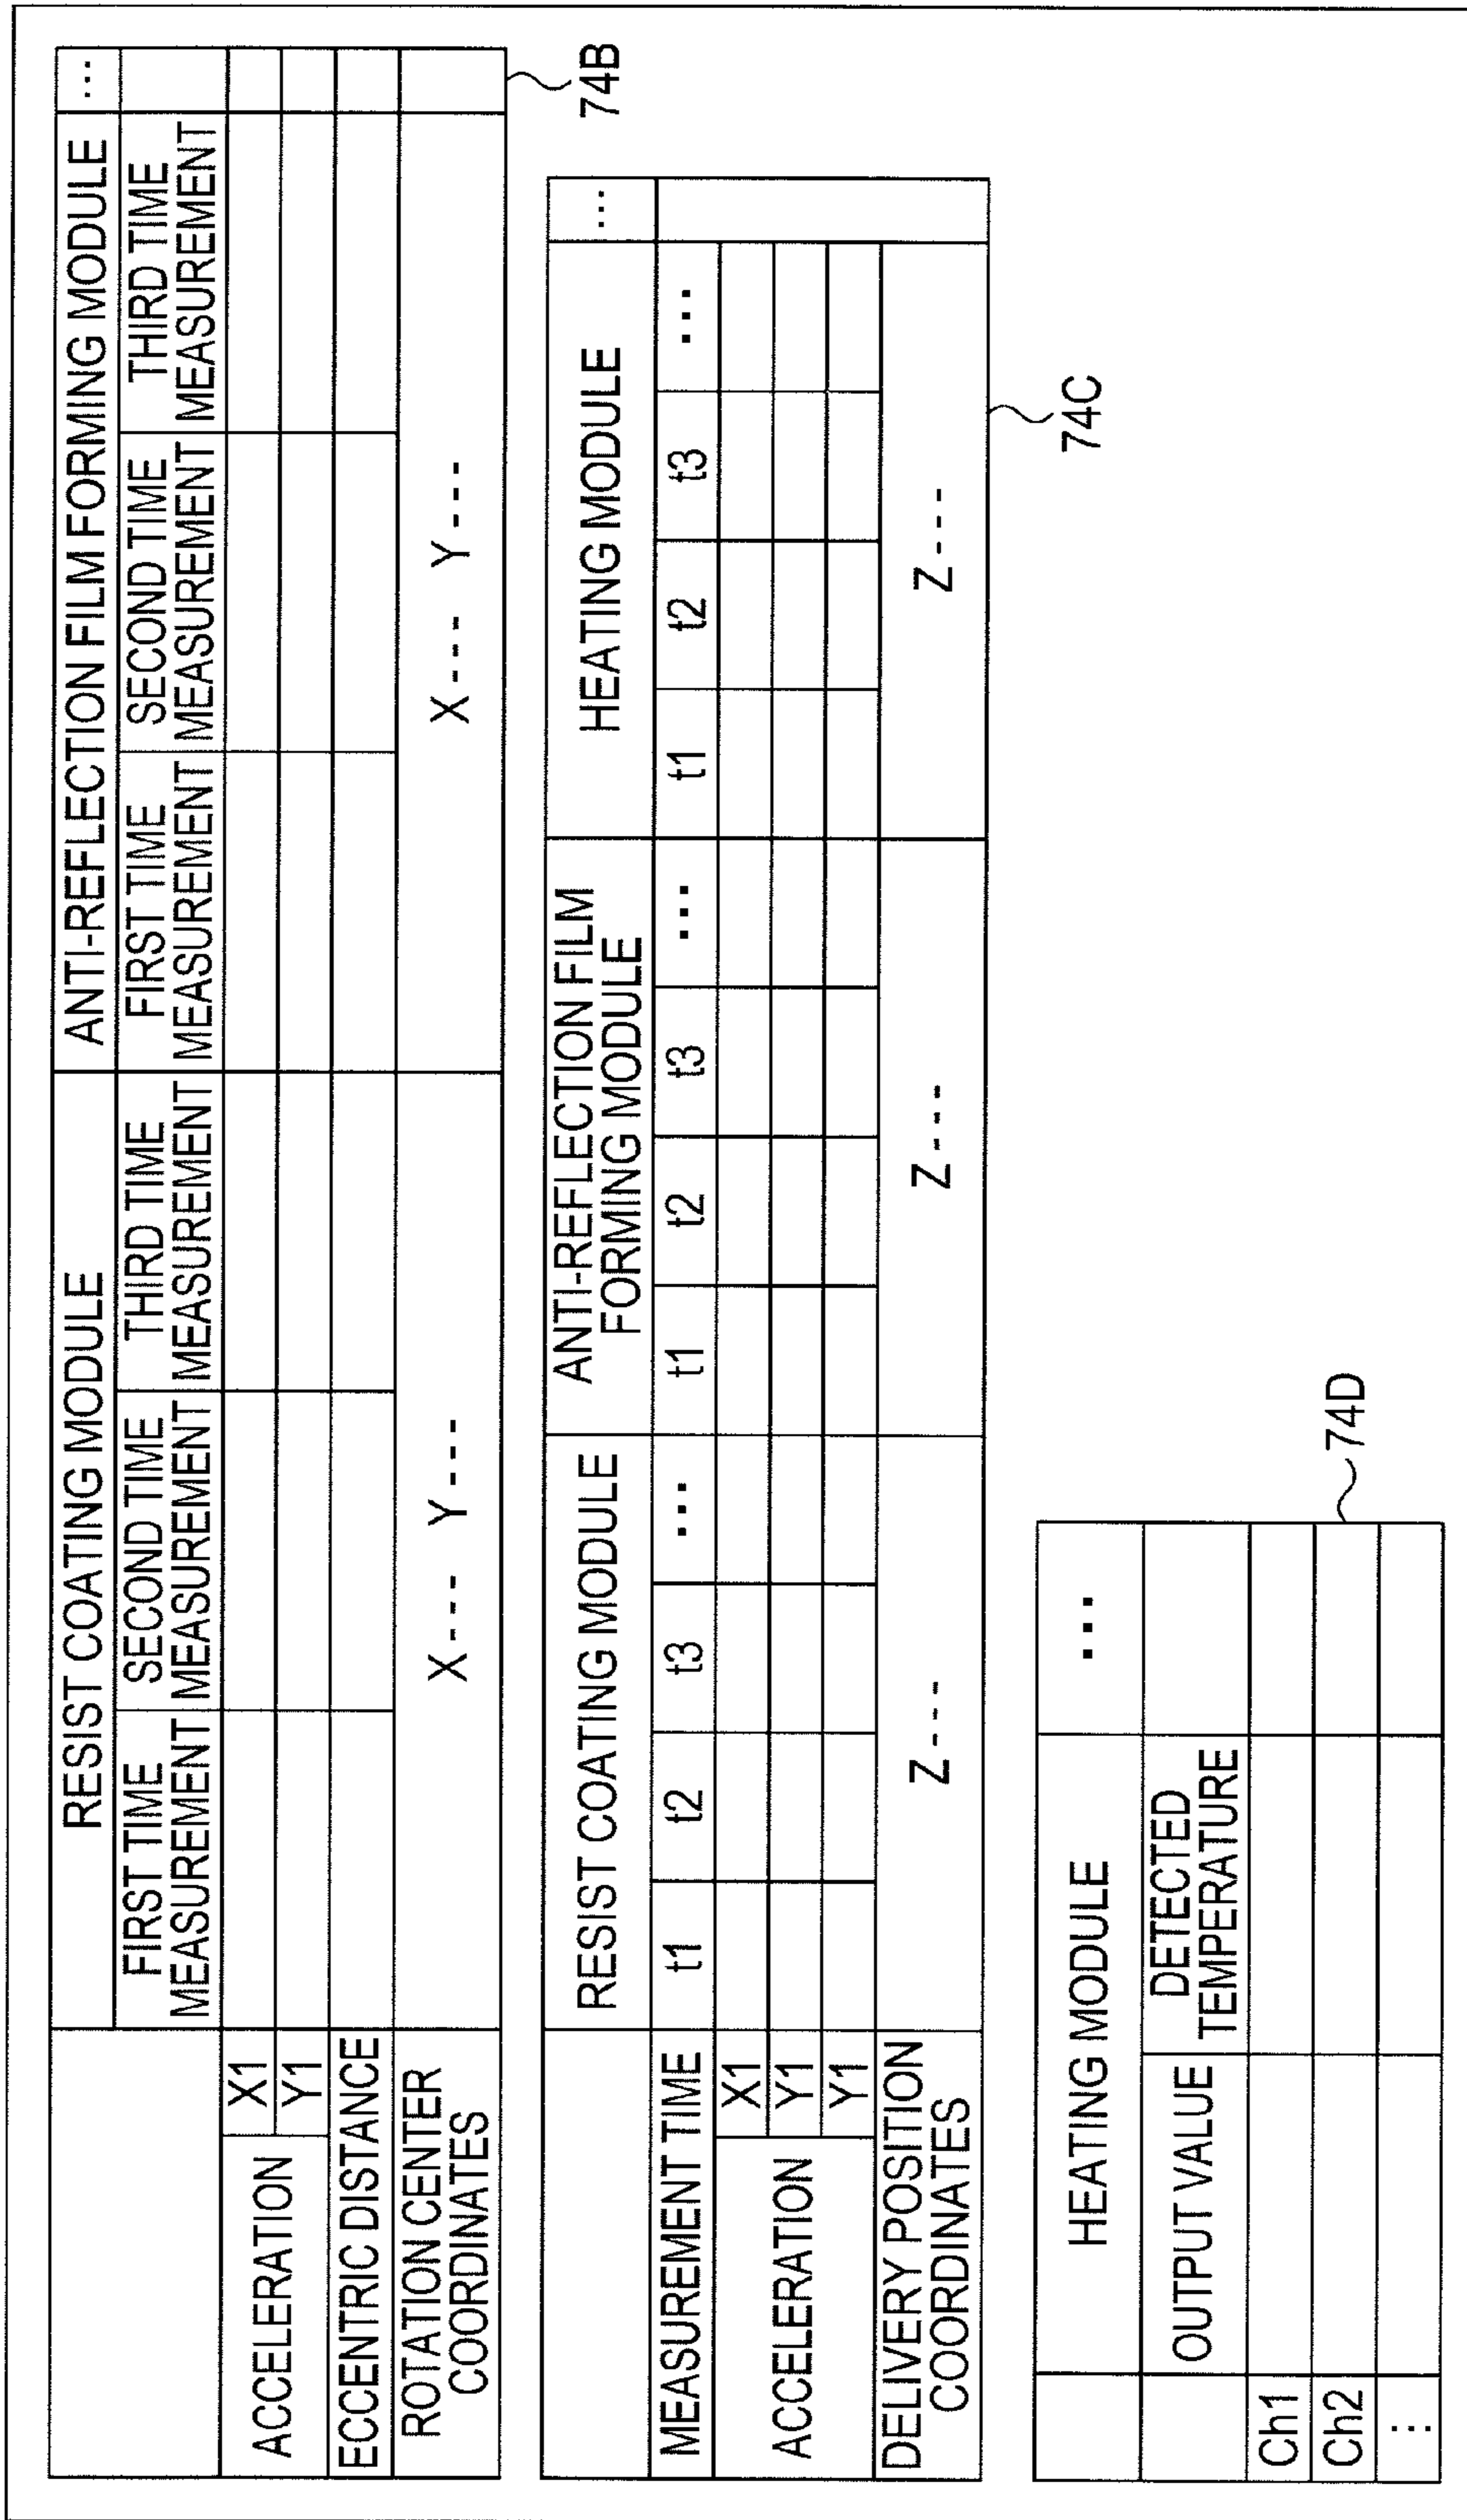 RESIST COATING MODULE ANTI-REFLECTION FILM FORMING MODULE ...
FIRST TIME MEASUREMENT SECOND TIME MEASUREMENT THIRD TIME MEASUREMENT FIRST TIME MEASUREMENT SECOND TIME MEASUREMENT THIRD TIME MEASUREMENT
ACCELERATION X1
Y1
ECCENTRIC DISTANCE
ROTATION CENTER COORDINATES X--- Y--- X--- Y---
74B
RESIST COATING MODULE ANTI-REFLECTION FILM FORMING MODULE HEATING MODULE ...
MEASUREMENT TIME t1 t2 t3 ... t1 t2 t3 ... t1 t2 t3 ...
ACCELERATION X1
Y1
Y1
DELIVERY POSITION COORDINATES Z--- Z--- Z---
74C
HEATING MODULE ...
OUTPUT VALUE DETECTED TEMPERATURE
Ch1
Ch2
⋮
74D